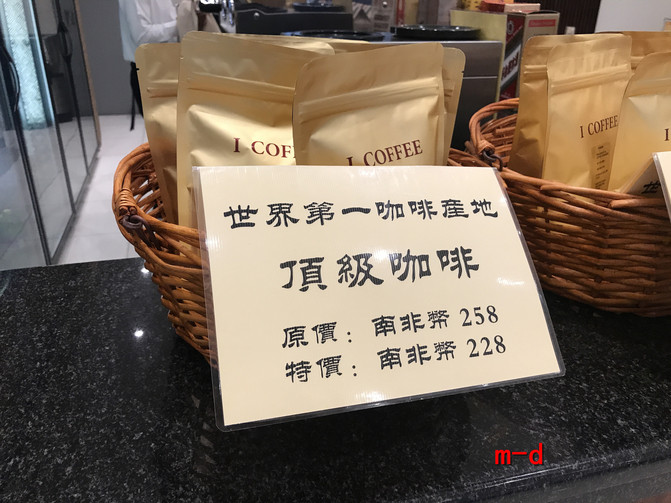 I COFFEE
I COFFEE
I COFFEE
世界第一咖啡產地
頂級咖啡
原價：南非幣 258
特價：南非幣 228
m-d